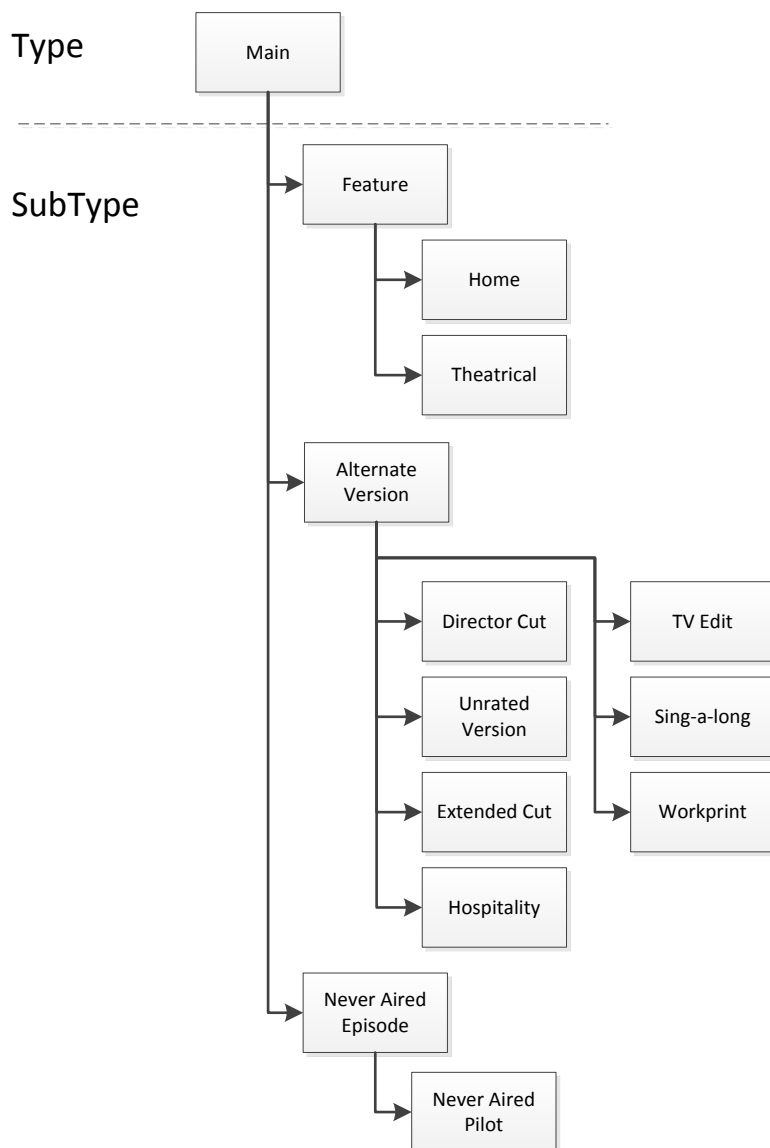 Type
Main
SubType
Feature
Home
Theatrical
Alternate
Version
Director Cut
TV Edit
Unrated
Version
Sing-a-long
Extended Cut
Workprint
Hospitality
Never Aired
Episode
Never Aired
Pilot